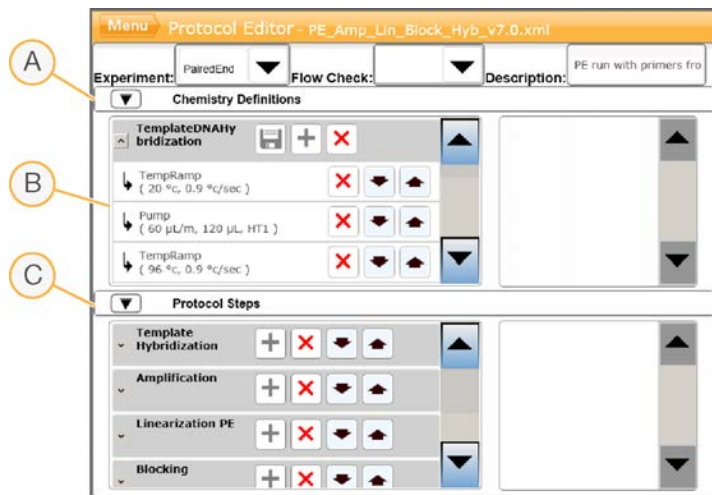 Menu Protocol Editor - PE_Amp_Lin_Block_Hyb_v7.0.xml
Experiment: PairedEnd Flow Check: Description: PE run with primers fro
A
Chemistry Definitions
TemplateDNAHy
bridization
B
TempRamp
( 20 °c, 0.9 °c/sec )
Pump
( 60 µL/m, 120 µL, HT1 )
TempRamp
( 96 °c, 0.9 °c/sec )
C
Protocol Steps
Template
Hybridization
Amplification
Linearization PE
Blocking